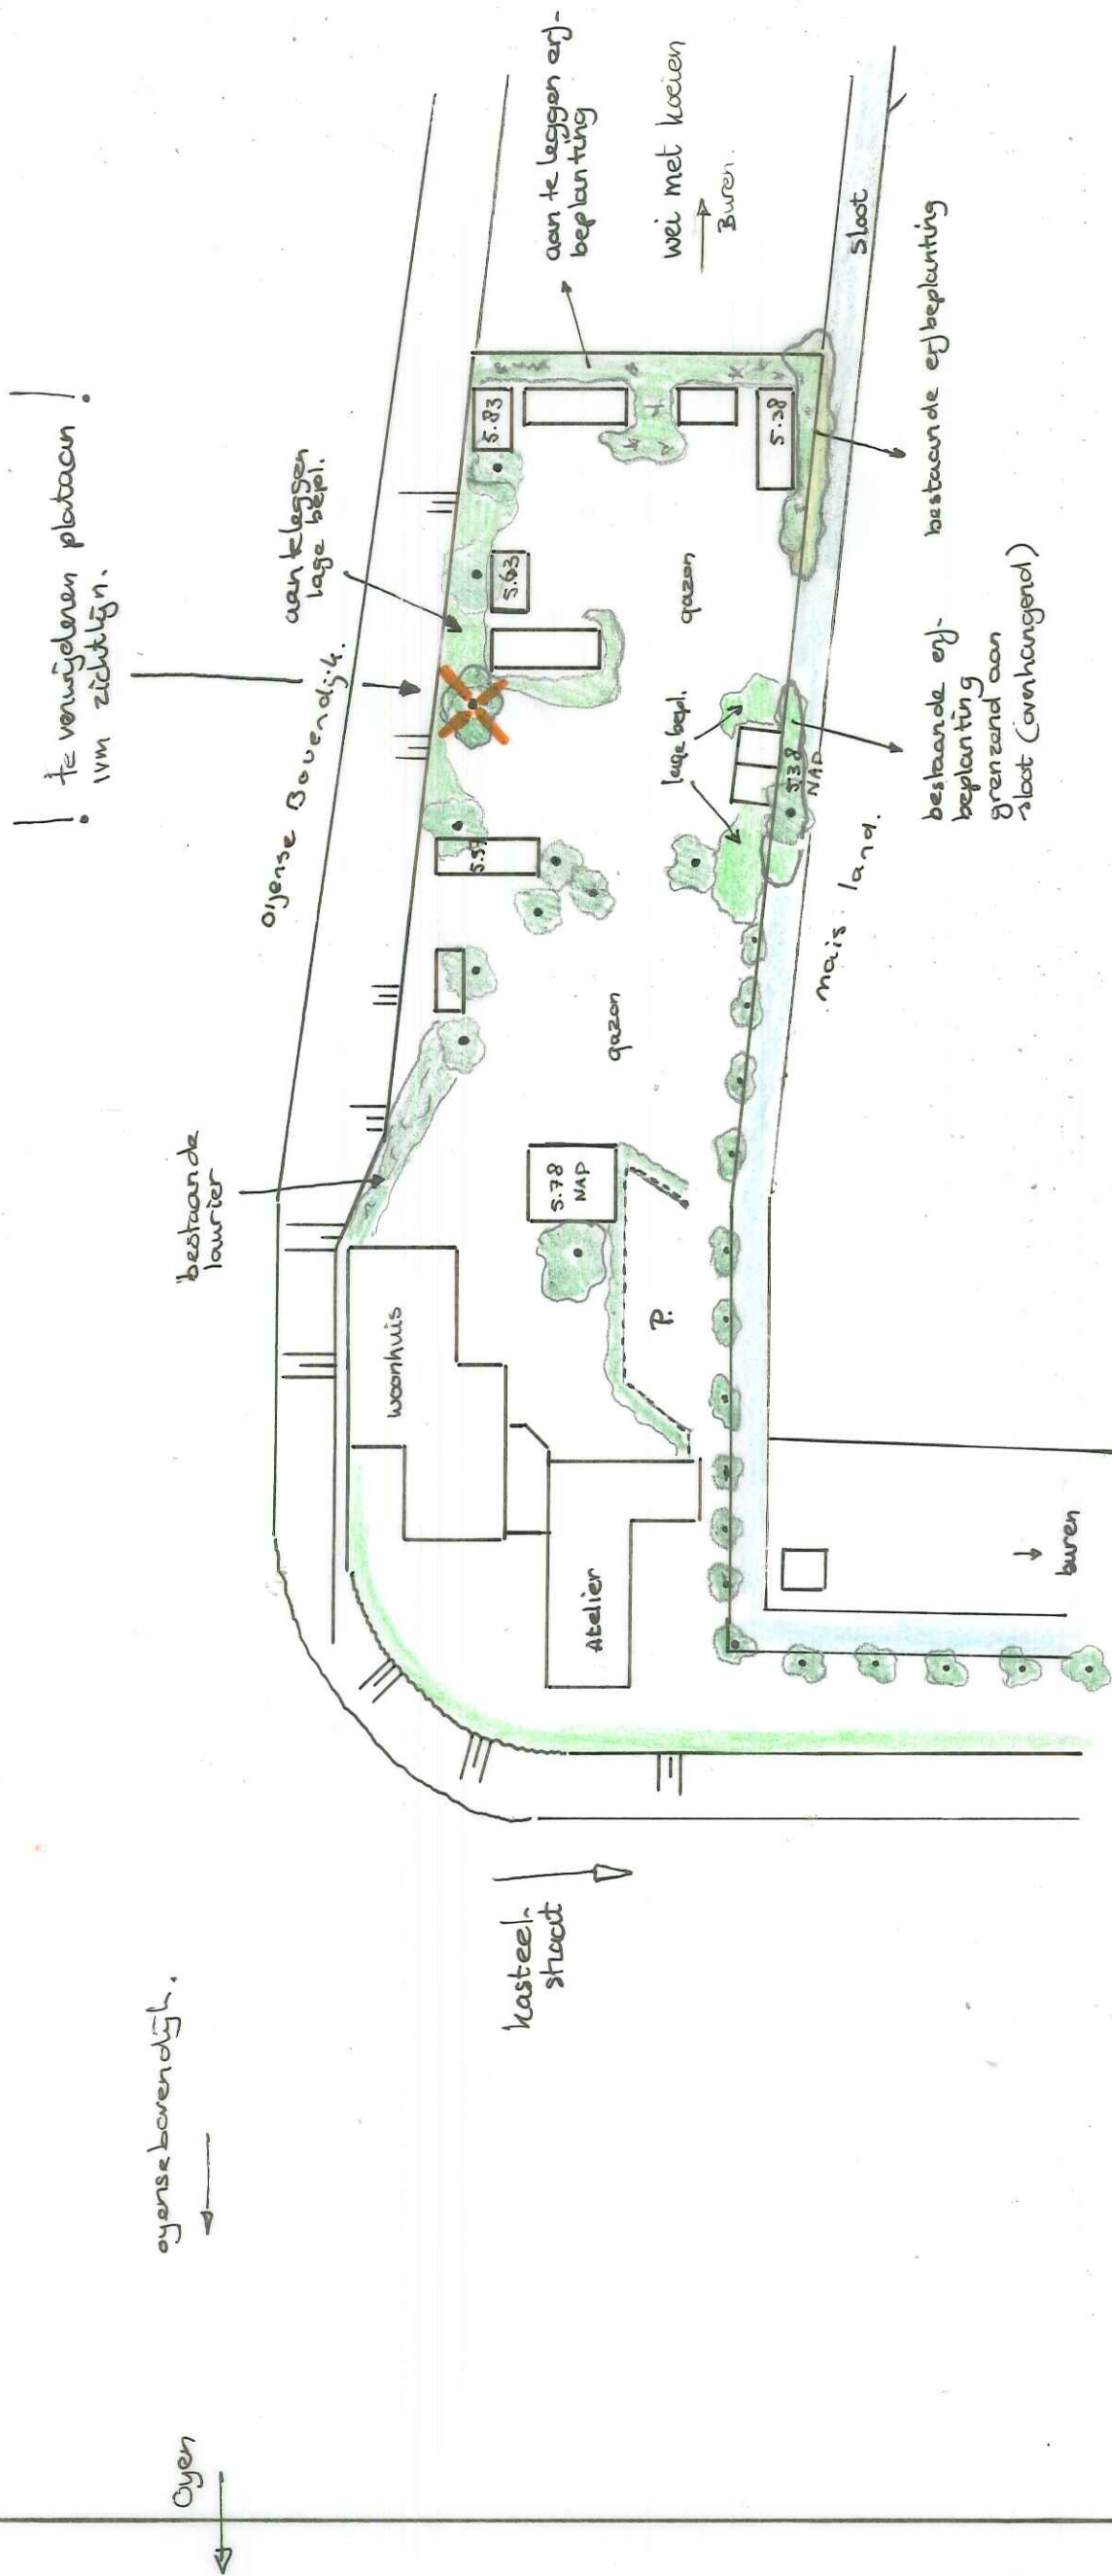 ! te verwijderen plataan !
ivm zichtlijn.
aan te leggen erf-
beplanting
wei met koeien
Buren.
aan te leggen
lage bepl.
oijense Bovendijk.
bestaande
laurier
5.83
5.63
5.57
5.38
gazon
gazon
lage bepl.
5.38
NAP
sloot
bestaande erfbeplanting
bestaande erf-
beplanting
grenzend aan
sloot (overhangend)
mais land.
5.78
NAP
P.
woonhuis
Atelier
buren
kasteel-
straat
oyensebovendijk.
Oyen